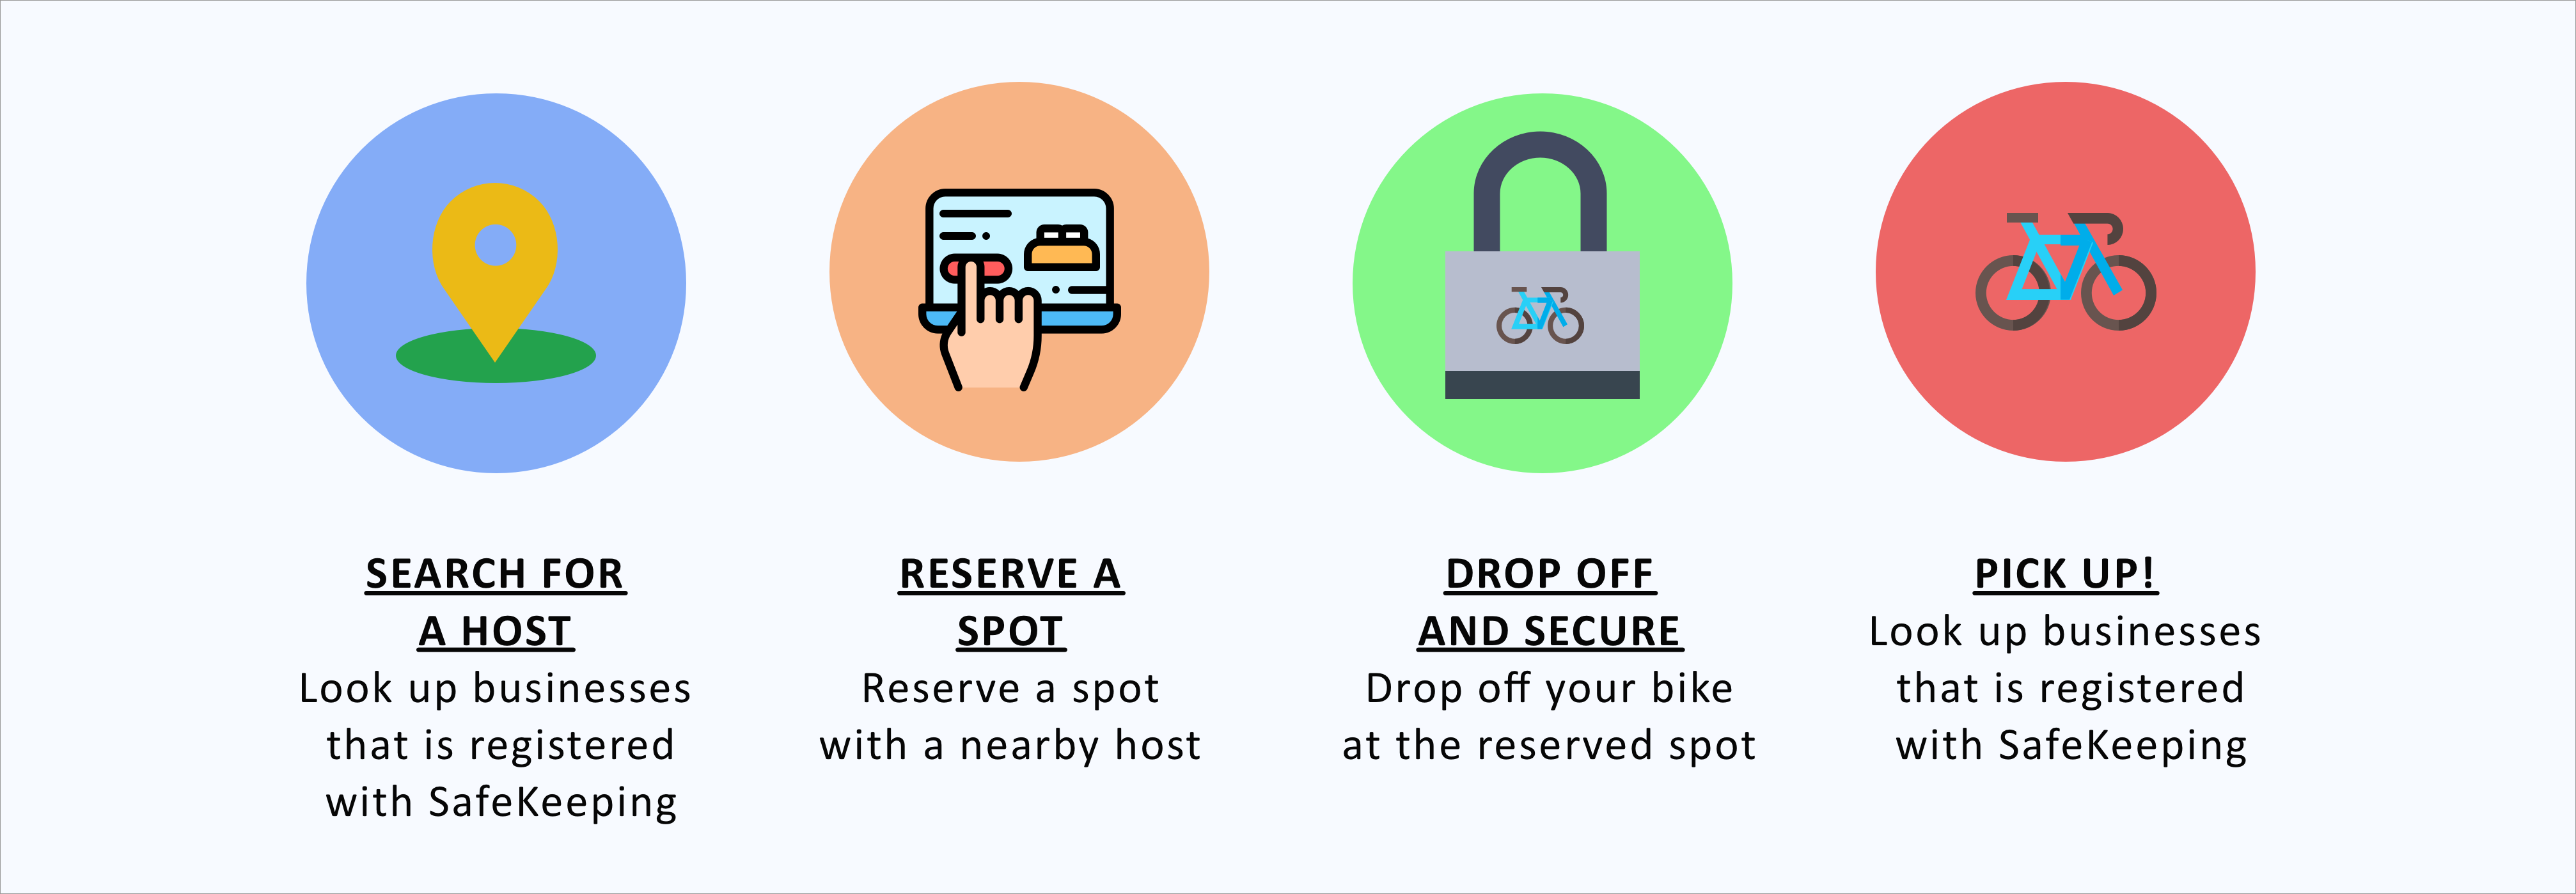 SEARCH FOR
A HOST
Look up businesses
that is registered
with SafeKeeping
RESERVE A
SPOT
Reserve a spot
with a nearby host
DROP OFF
AND SECURE
Drop off your bike
at the reserved spot
PICK UP!
Look up businesses
that is registered
with SafeKeeping